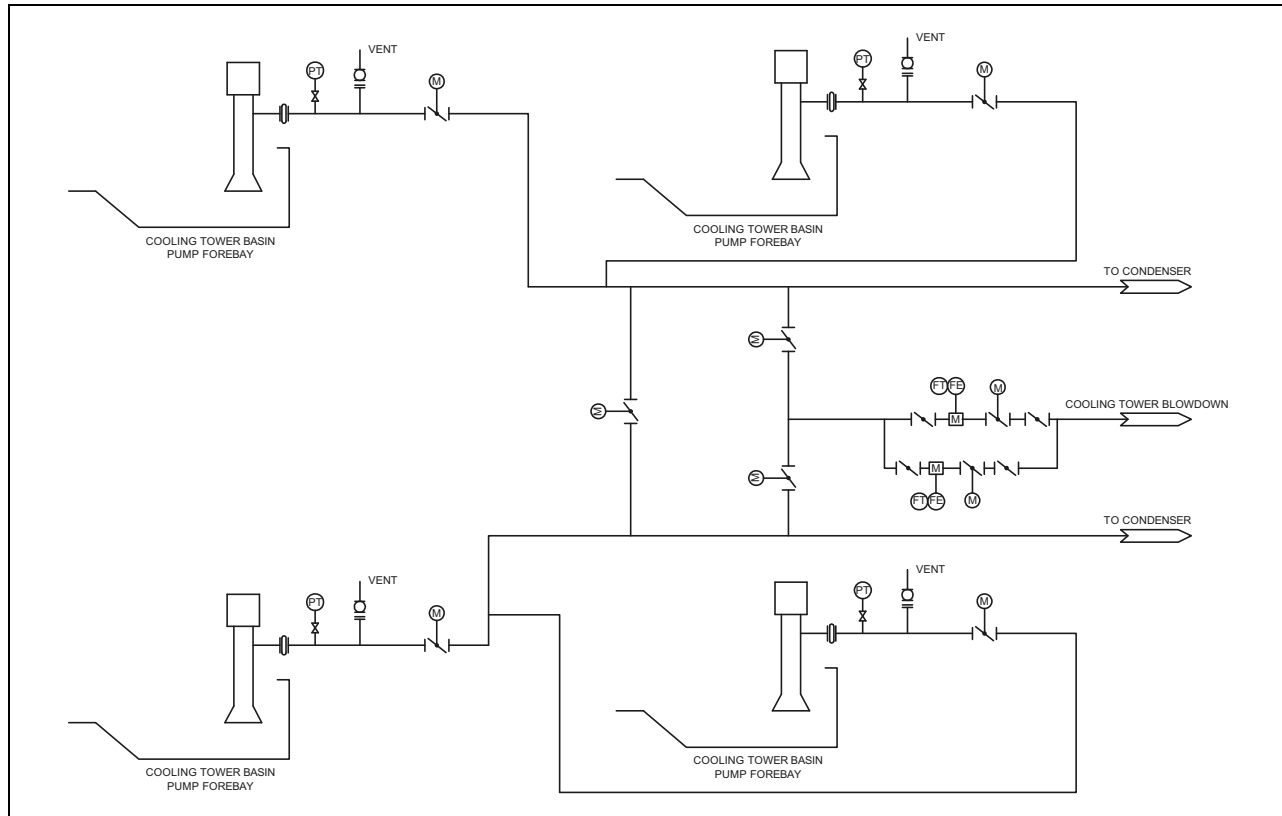 VENT
PT
M
COOLING TOWER BASIN
PUMP FOREBAY
VENT
PT
M
COOLING TOWER BASIN
PUMP FOREBAY
TO CONDENSER
M
M
M
FT FE
M
M
COOLING TOWER BLOWDOWN
M
FT FE
M
TO CONDENSER
VENT
PT
M
COOLING TOWER BASIN
PUMP FOREBAY
VENT
PT
M
COOLING TOWER BASIN
PUMP FOREBAY